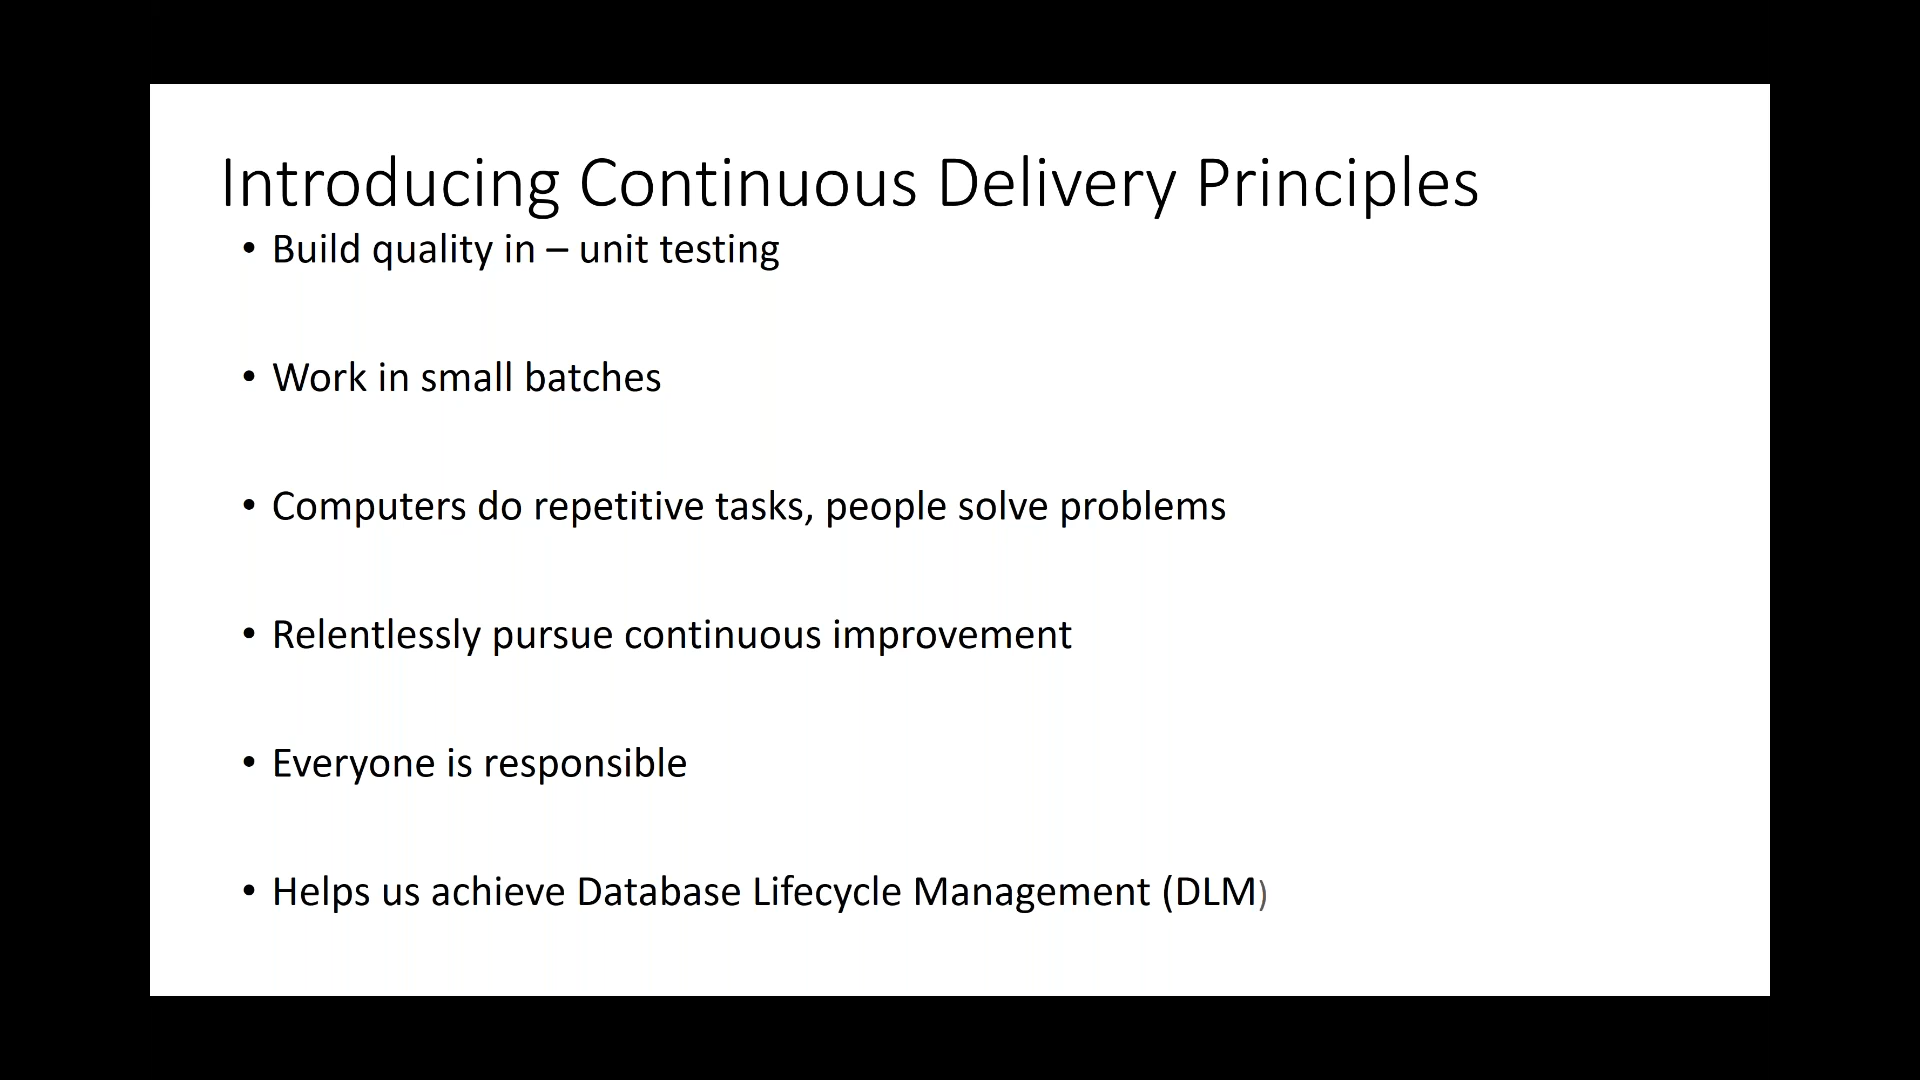 Introducing Continuous Delivery Principles
• Build quality in – unit testing
• Work in small batches
• Computers do repetitive tasks, people solve problems
• Relentlessly pursue continuous improvement
• Everyone is responsible
• Helps us achieve Database Lifecycle Management (DLM)